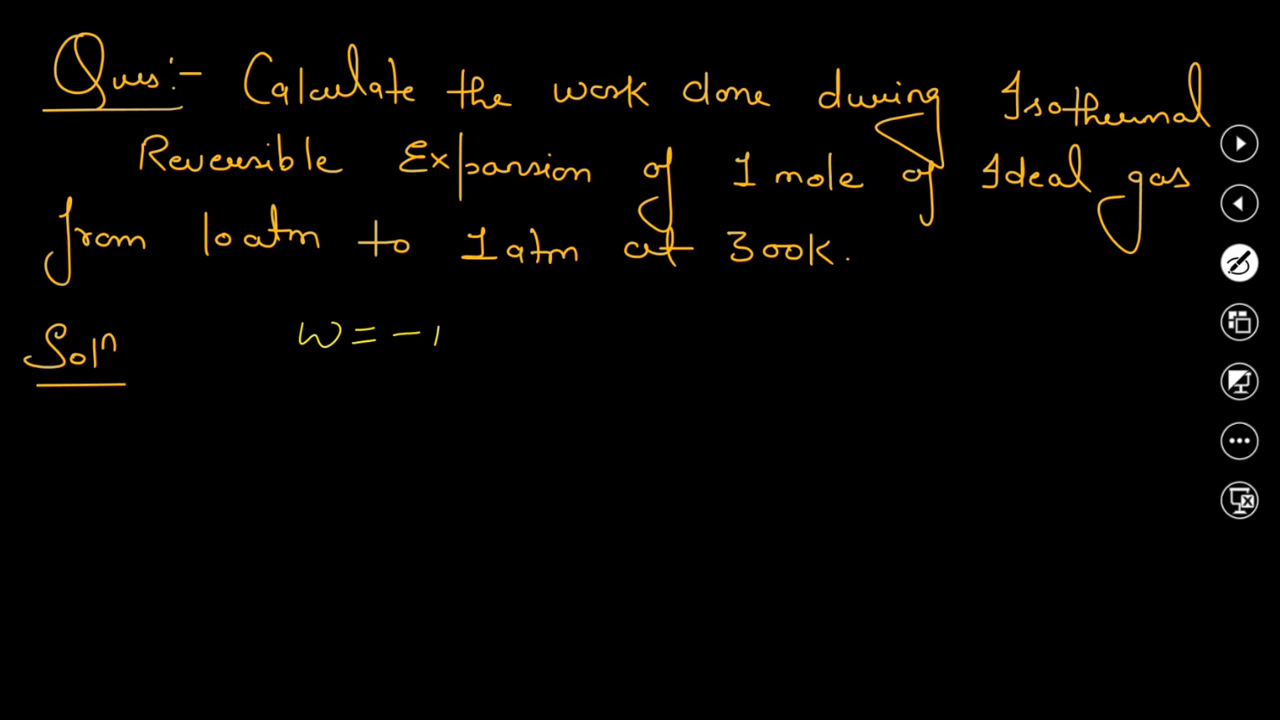 Ques:- Calculate the work done during Isothermal
Reversible Expansion of 1 mole of Ideal gas
from 10atm to 1atm at 300K.
Solⁿ w = -